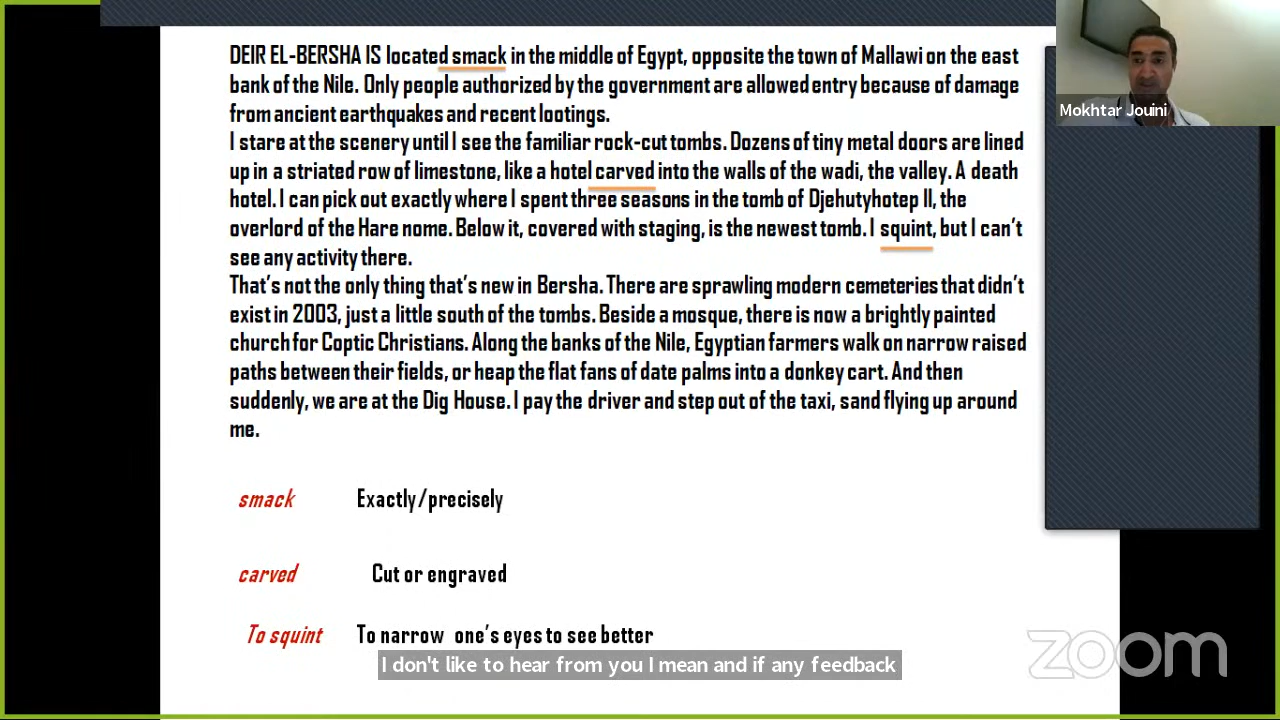 DEIR EL-BERSHA IS located smack in the middle of Egypt, opposite the town of Mallawi on the east
bank of the Nile. Only people authorized by the government are allowed entry because of damage
from ancient earthquakes and recent lootings.
I stare at the scenery until I see the familiar rock-cut tombs. Dozens of tiny metal doors are lined
up in a striated row of limestone, like a hotel carved into the walls of the wadi, the valley. A death
hotel. I can pick out exactly where I spent three seasons in the tomb of Djehutyhotep II, the
overlord of the Hare nome. Below it, covered with staging, is the newest tomb. I squint, but I can't
see any activity there.
That's not the only thing that's new in Bersha. There are sprawling modern cemeteries that didn't
exist in 2003, just a little south of the tombs. Beside a mosque, there is now a brightly painted
church for Coptic Christians. Along the banks of the Nile, Egyptian farmers walk on narrow raised
paths between their fields, or heap the flat fans of date palms into a donkey cart. And then
suddenly, we are at the Dig House. I pay the driver and step out of the taxi, sand flying up around
me.
Mokhtar Jouini
smack Exactly/precisely
carved Cut or engraved
To squint To narrow one's eyes to see better
I don't like to hear from you I mean and if any feedback
zoom